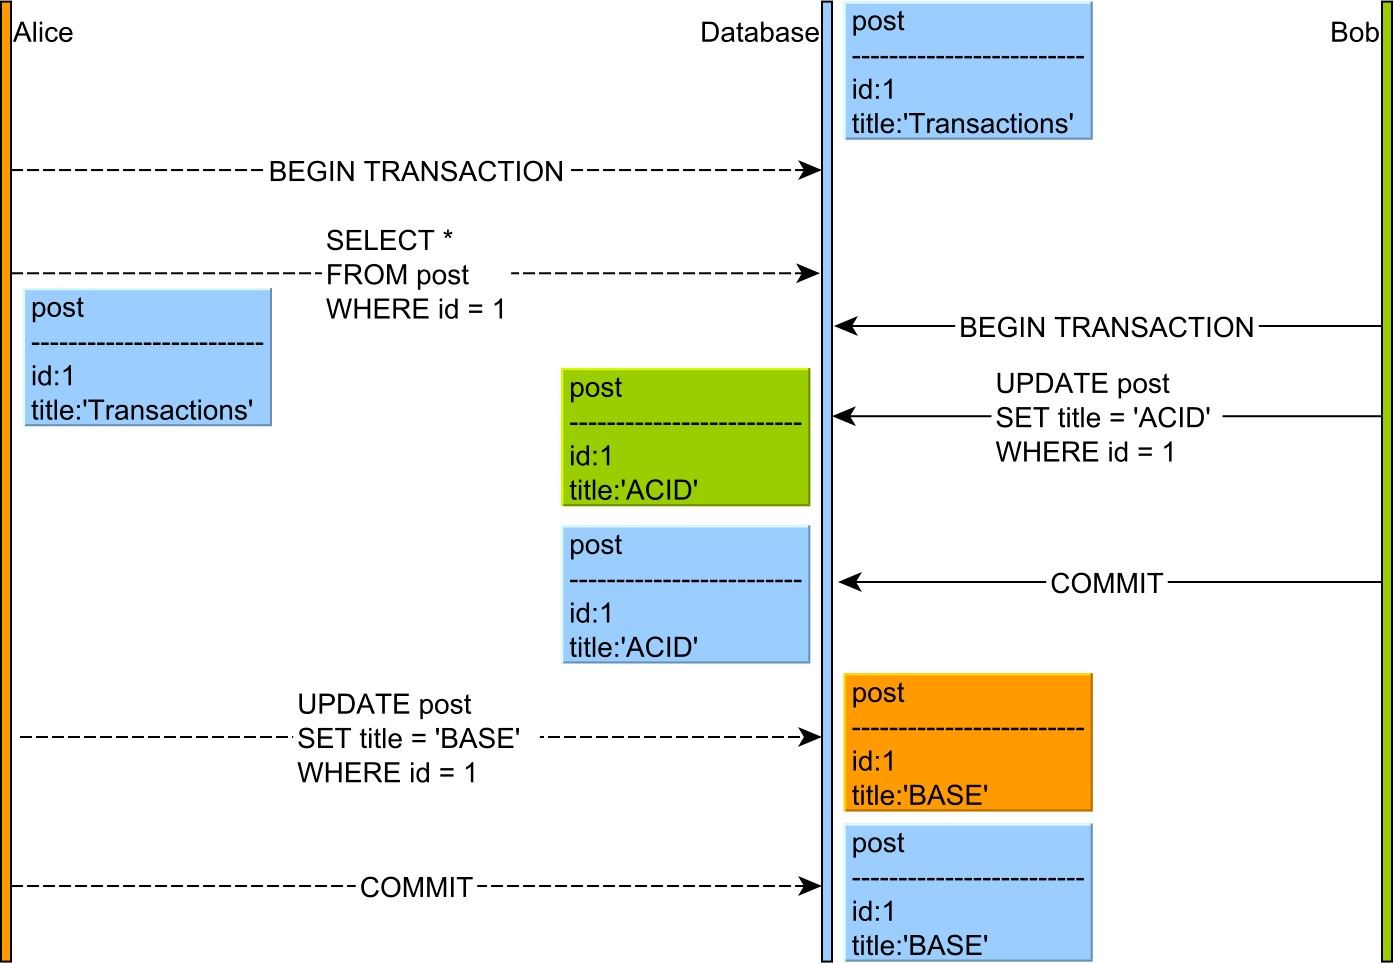 Alice
Database
Bob
post
-------------------------
id:1
title:'Transactions'
BEGIN TRANSACTION
SELECT *
FROM post
WHERE id = 1
post
-------------------------
id:1
title:'Transactions'
BEGIN TRANSACTION
UPDATE post
SET title = 'ACID'
WHERE id = 1
post
-------------------------
id:1
title:'ACID'
COMMIT
post
-------------------------
id:1
title:'ACID'
UPDATE post
SET title = 'BASE'
WHERE id = 1
post
-------------------------
id:1
title:'BASE'
COMMIT
post
-------------------------
id:1
title:'BASE'